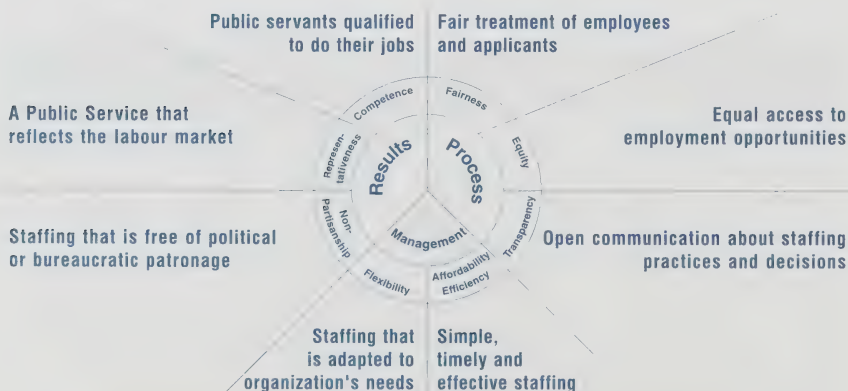 Public servants qualified
to do their jobs
Fair treatment of employees
and applicants
A Public Service that
reflects the labour market
Equal access to
employment opportunities
Staffing that is free of political
or bureaucratic patronage
Open communication about staffing
practices and decisions
Staffing that
is adapted to
organization's needs
Simple,
timely and
effective staffing
Competence
Fairness
Represen-
tativeness
Equity
Non-
Partisanship
Transparency
Flexibility
Affordability
Efficiency
Results
Process
Management